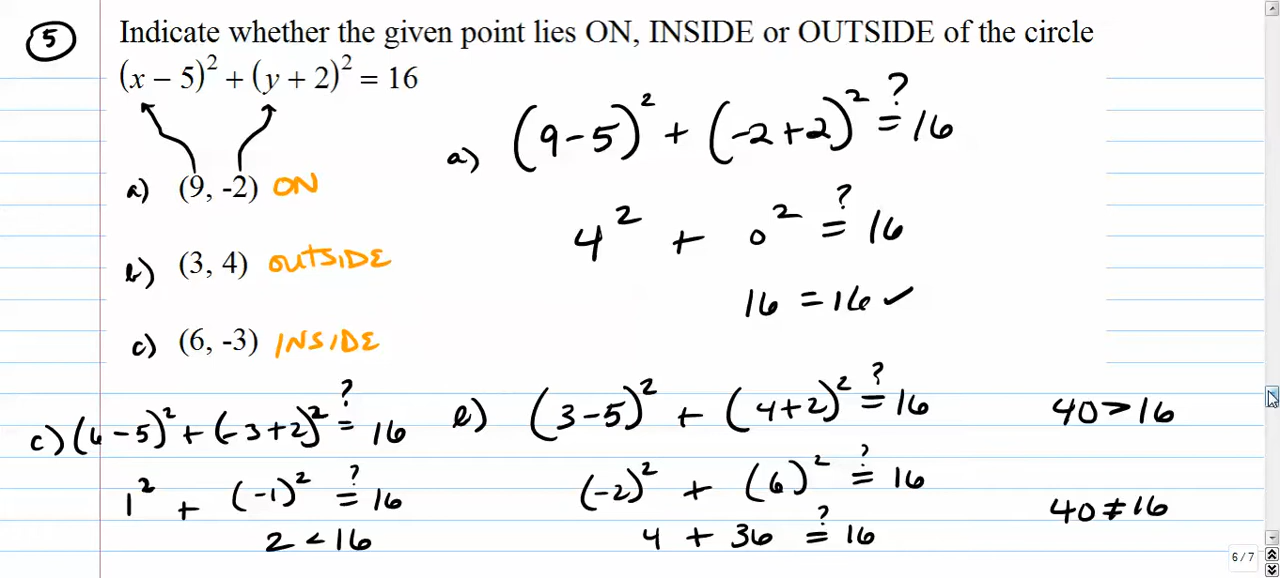 5 Indicate whether the given point lies ON, INSIDE or OUTSIDE of the circle
(x − 5)² + (y + 2)² = 16
a) (9, -2) ON
b) (3, 4) OUTSIDE
c) (6, -3) INSIDE
a) (9−5)² + (−2+2)² ?= 16
4² + 0² ?= 16
16 = 16 ✓
c) (6−5)² + (−3+2)² ?= 16
1² + (−1)² ?= 16
2 < 16
b) (3−5)² + (4+2)² ?= 16
(−2)² + (6)² ?= 16
4 + 36 ?= 16
40 > 16
40 ≠ 16
6 / 7